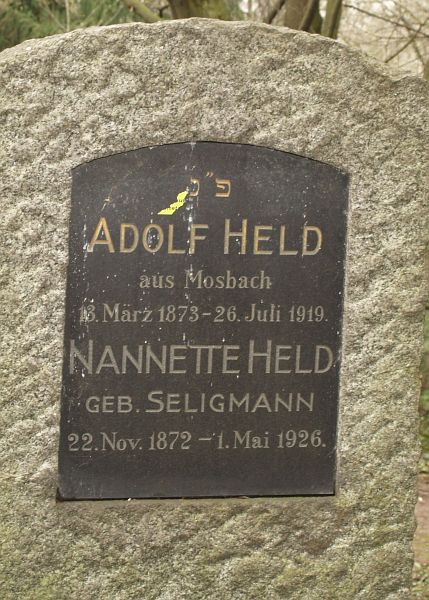 פ״נ
ADOLF HELD
aus Mosbach
13. März 1873 – 26. Juli 1919.
NANNETTE HELD
GEB. SELIGMANN
22. Nov. 1872 – 1. Mai 1926.